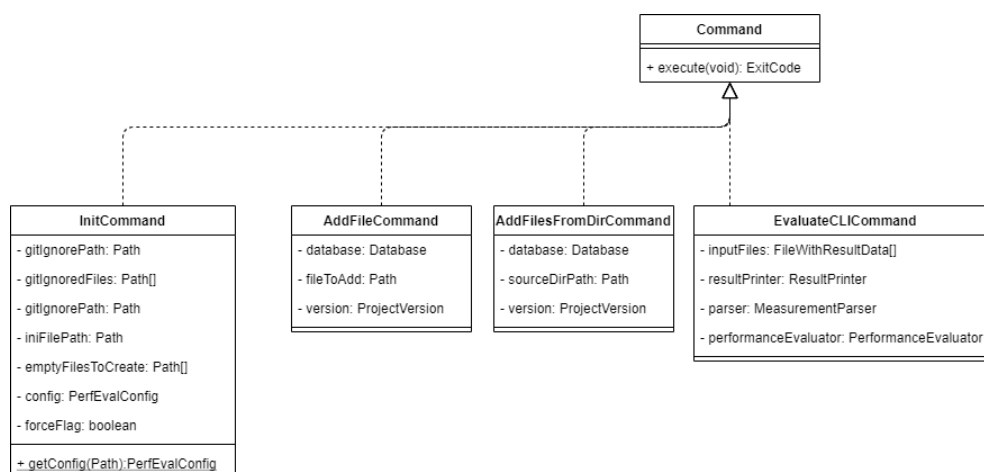 Command
+ execute(void): ExitCode
InitCommand
- gitIgnorePath: Path
- gitIgnoredFiles: Path[]
- gitIgnorePath: Path
- iniFilePath: Path
- emptyFilesToCreate: Path[]
- config: PerfEvalConfig
- forceFlag: boolean
+ getConfig(Path):PerfEvalConfig
AddFileCommand
- database: Database
- fileToAdd: Path
- version: ProjectVersion
AddFilesFromDirCommand
- database: Database
- sourceDirPath: Path
- version: ProjectVersion
EvaluateCLICommand
- inputFiles: FileWithResultData[]
- resultPrinter: ResultPrinter
- parser: MeasurementParser
- performanceEvaluator: PerformanceEvaluator